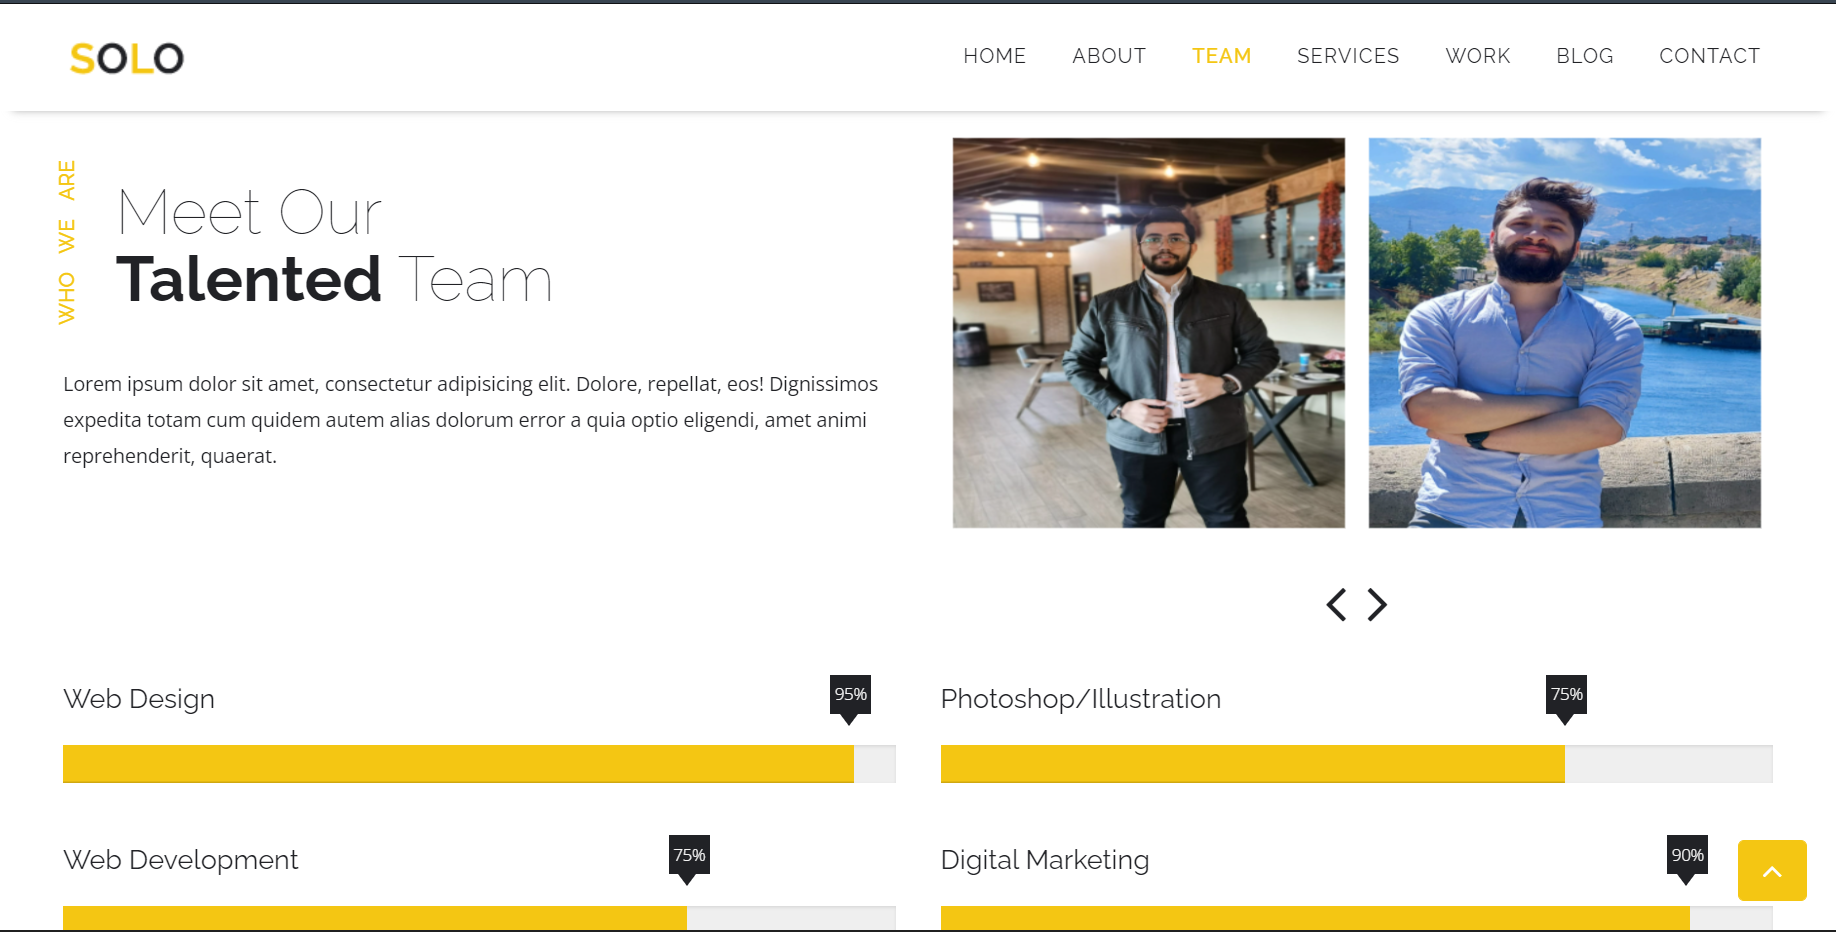 SOLO
HOME ABOUT TEAM SERVICES WORK BLOG CONTACT
WHO WE ARE
Meet Our
Talented Team
Lorem ipsum dolor sit amet, consectetur adipisicing elit. Dolore, repellat, eos! Dignissimos
expedita totam cum quidem autem alias dolorum error a quia optio eligendi, amet animi
reprehenderit, quaerat.
Web Design 95%
Photoshop/Illustration 75%
Web Development 75%
Digital Marketing 90%